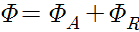 Φ = Φ_A + Φ_R